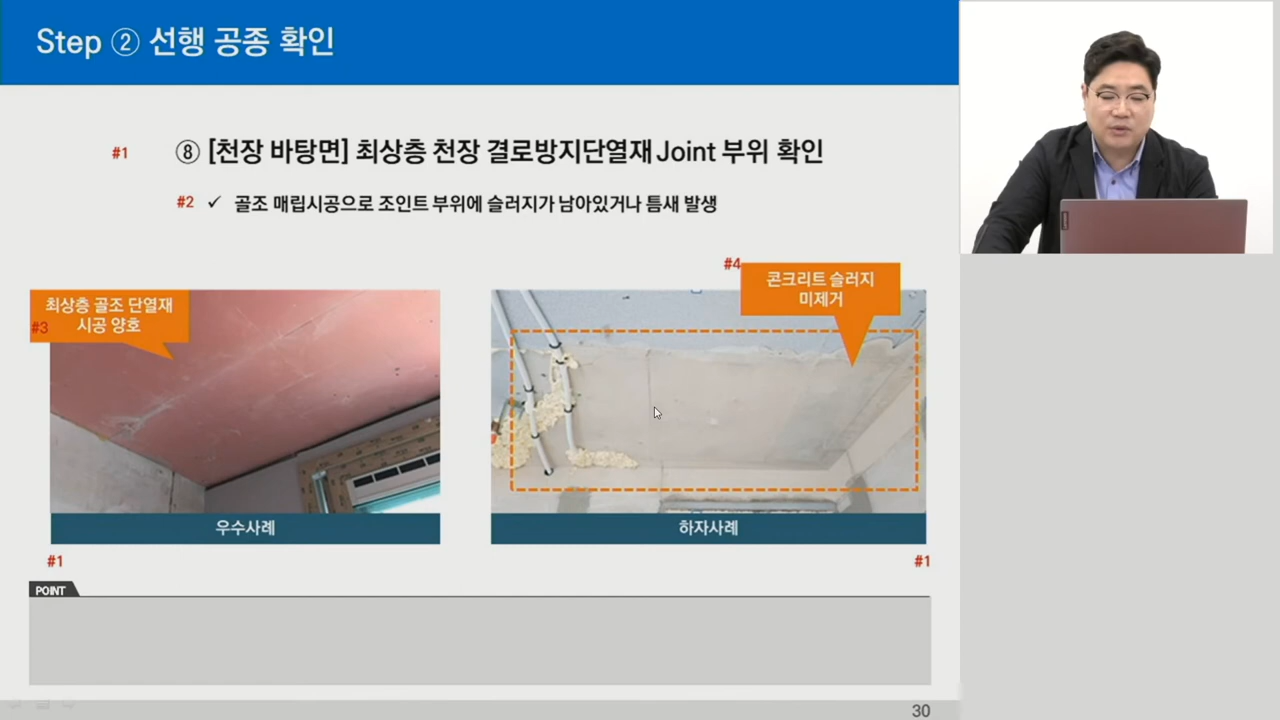 Step ② 선행 공종 확인
#1 ⑧ [천장 바탕면] 최상층 천장 결로방지단열재 Joint 부위 확인
#2 ✓ 골조 매립시공으로 조인트 부위에 슬러지가 남아있거나 틈새 발생
#3
최상층 골조 단열재
시공 양호
#4
콘크리트 슬러지
미제거
우수사례
하자사례
#1
#1
POINT
30